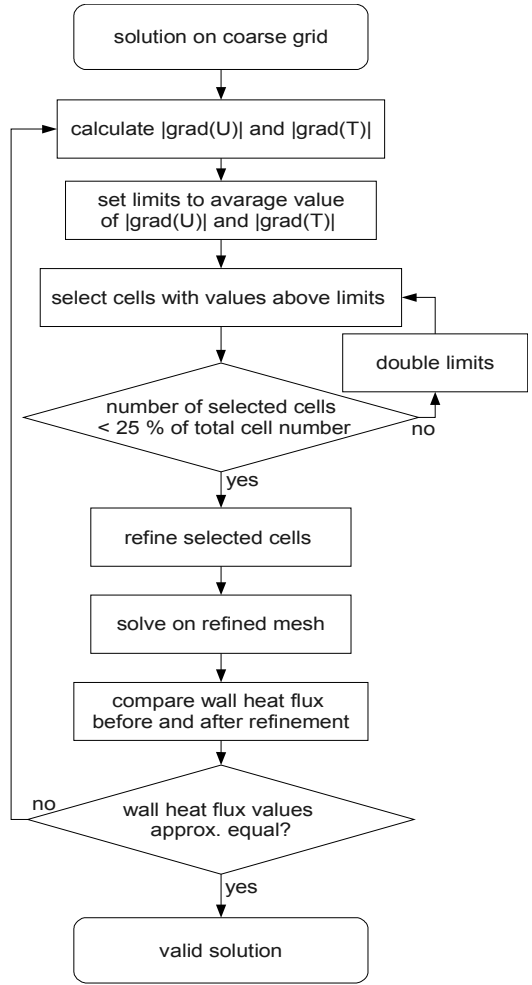 solution on coarse grid
calculate |grad(U)| and |grad(T)|
set limits to avarage value
of |grad(U)| and |grad(T)|
select cells with values above limits
double limits
number of selected cells
< 25 % of total cell number
no
yes
refine selected cells
solve on refined mesh
compare wall heat flux
before and after refinement
no
wall heat flux values
approx. equal?
yes
valid solution